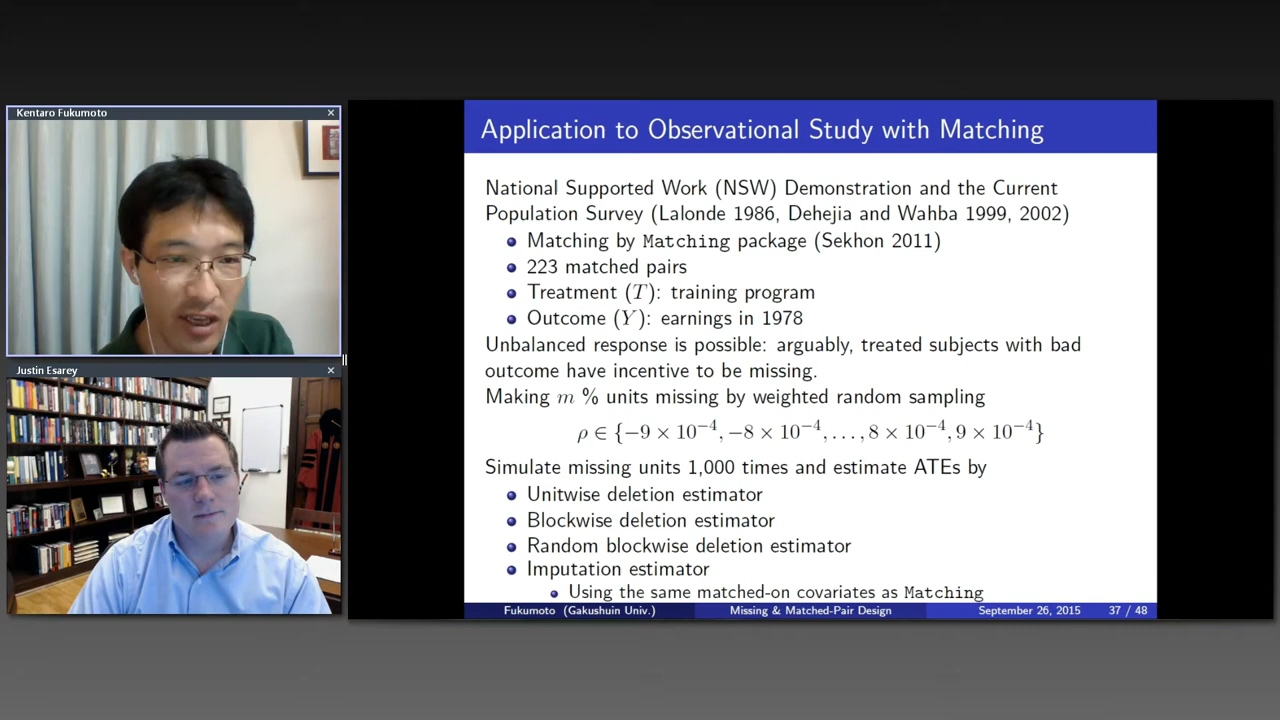 Kentaro Fukumoto
Justin Esarey
Application to Observational Study with Matching
National Supported Work (NSW) Demonstration and the Current
Population Survey (Lalonde 1986, Dehejia and Wahba 1999, 2002)
Matching by Matching package (Sekhon 2011)
223 matched pairs
Treatment (T): training program
Outcome (Y): earnings in 1978
Unbalanced response is possible: arguably, treated subjects with bad
outcome have incentive to be missing.
Making m % units missing by weighted random sampling
ρ ∈ {−9 × 10⁻⁴, −8 × 10⁻⁴, . . . , 8 × 10⁻⁴, 9 × 10⁻⁴}
Simulate missing units 1,000 times and estimate ATEs by
Unitwise deletion estimator
Blockwise deletion estimator
Random blockwise deletion estimator
Imputation estimator
Using the same matched-on covariates as Matching
Fukumoto (Gakushuin Univ.) Missing & Matched-Pair Design September 26, 2015 37 / 48